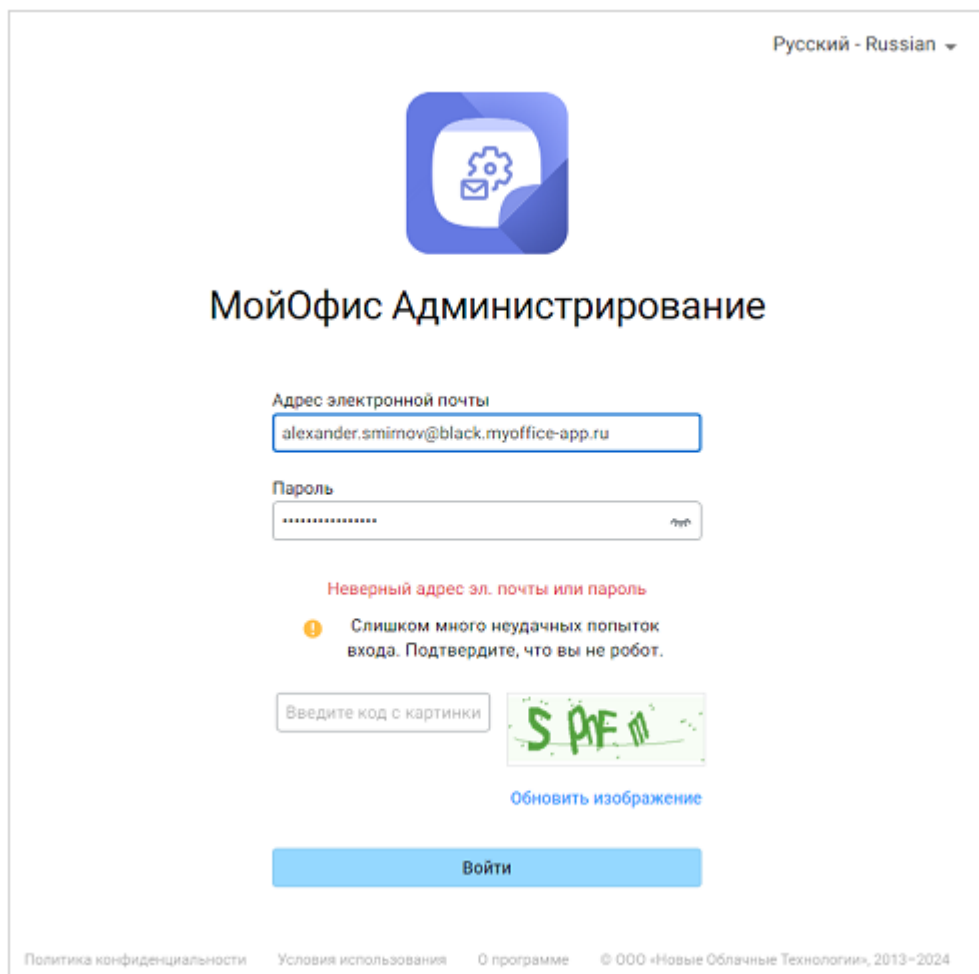 Русский - Russian
МойОфис Администрирование
Адрес электронной почты
alexander.smirnov@black.myoffice-app.ru
Пароль
••••••••••••••••
Неверный адрес эл. почты или пароль
Слишком много неудачных попыток
входа. Подтвердите, что вы не робот.
Введите код с картинки
Обновить изображение
Войти
Политика конфиденциальности Условия использования О программе © ООО «Новые Облачные Технологии», 2013–2024